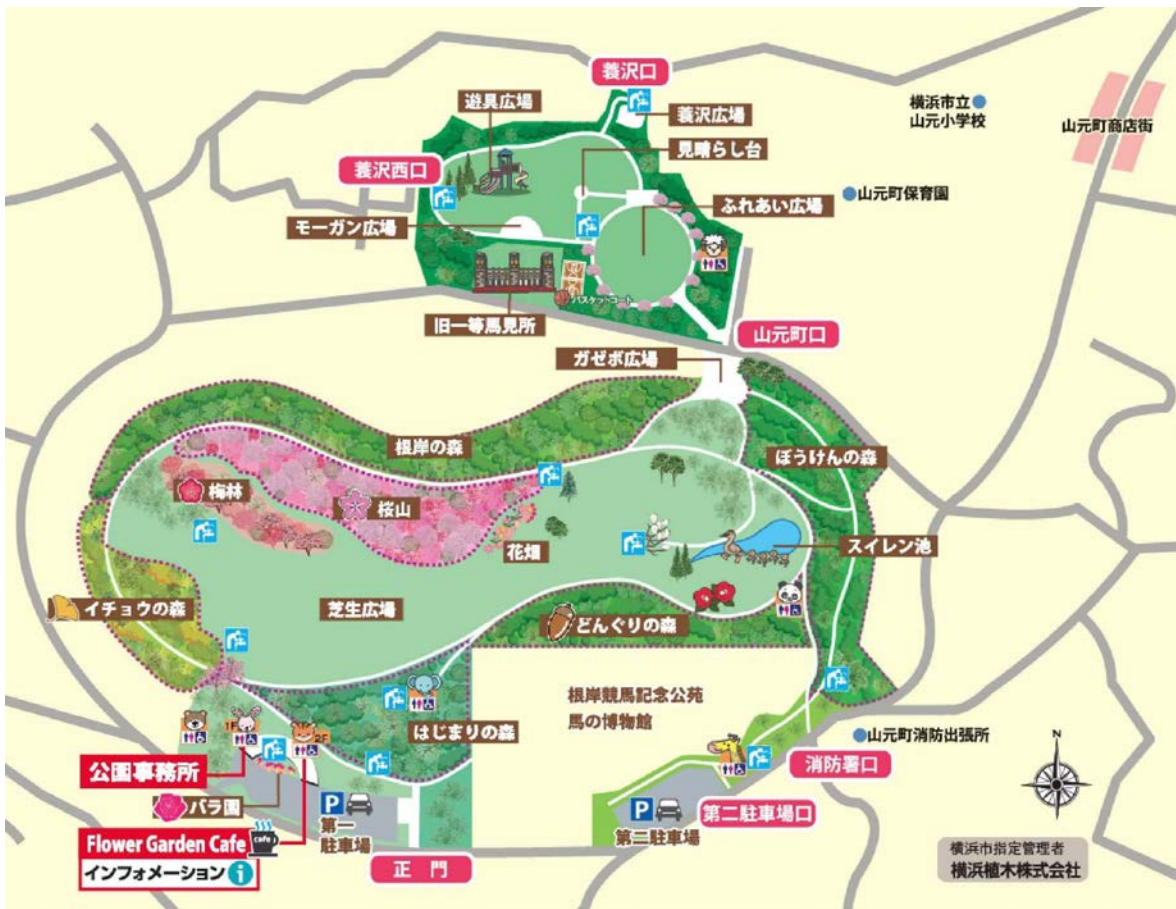 蓑沢口
遊具広場
蓑沢広場
横浜市立
山元小学校
山元町商店街
見晴らし台
蓑沢西口
山元町保育園
ふれあい広場
モーガン広場
バスケットコート
旧一等馬見所
山元町口
ガゼボ広場
根岸の森
ぼうけんの森
梅林
桜山
花畑
スイレン池
イチョウの森
芝生広場
どんぐりの森
根岸競馬記念公苑
馬の博物館
はじまりの森
1F
2F
山元町消防出張所
N
公園事務所
消防署口
バラ園
P
第一
駐車場
P
第二駐車場
第二駐車場口
Flower Garden Cafe
cafe
インフォメーション i
正門
横浜市指定管理者
横浜植木株式会社